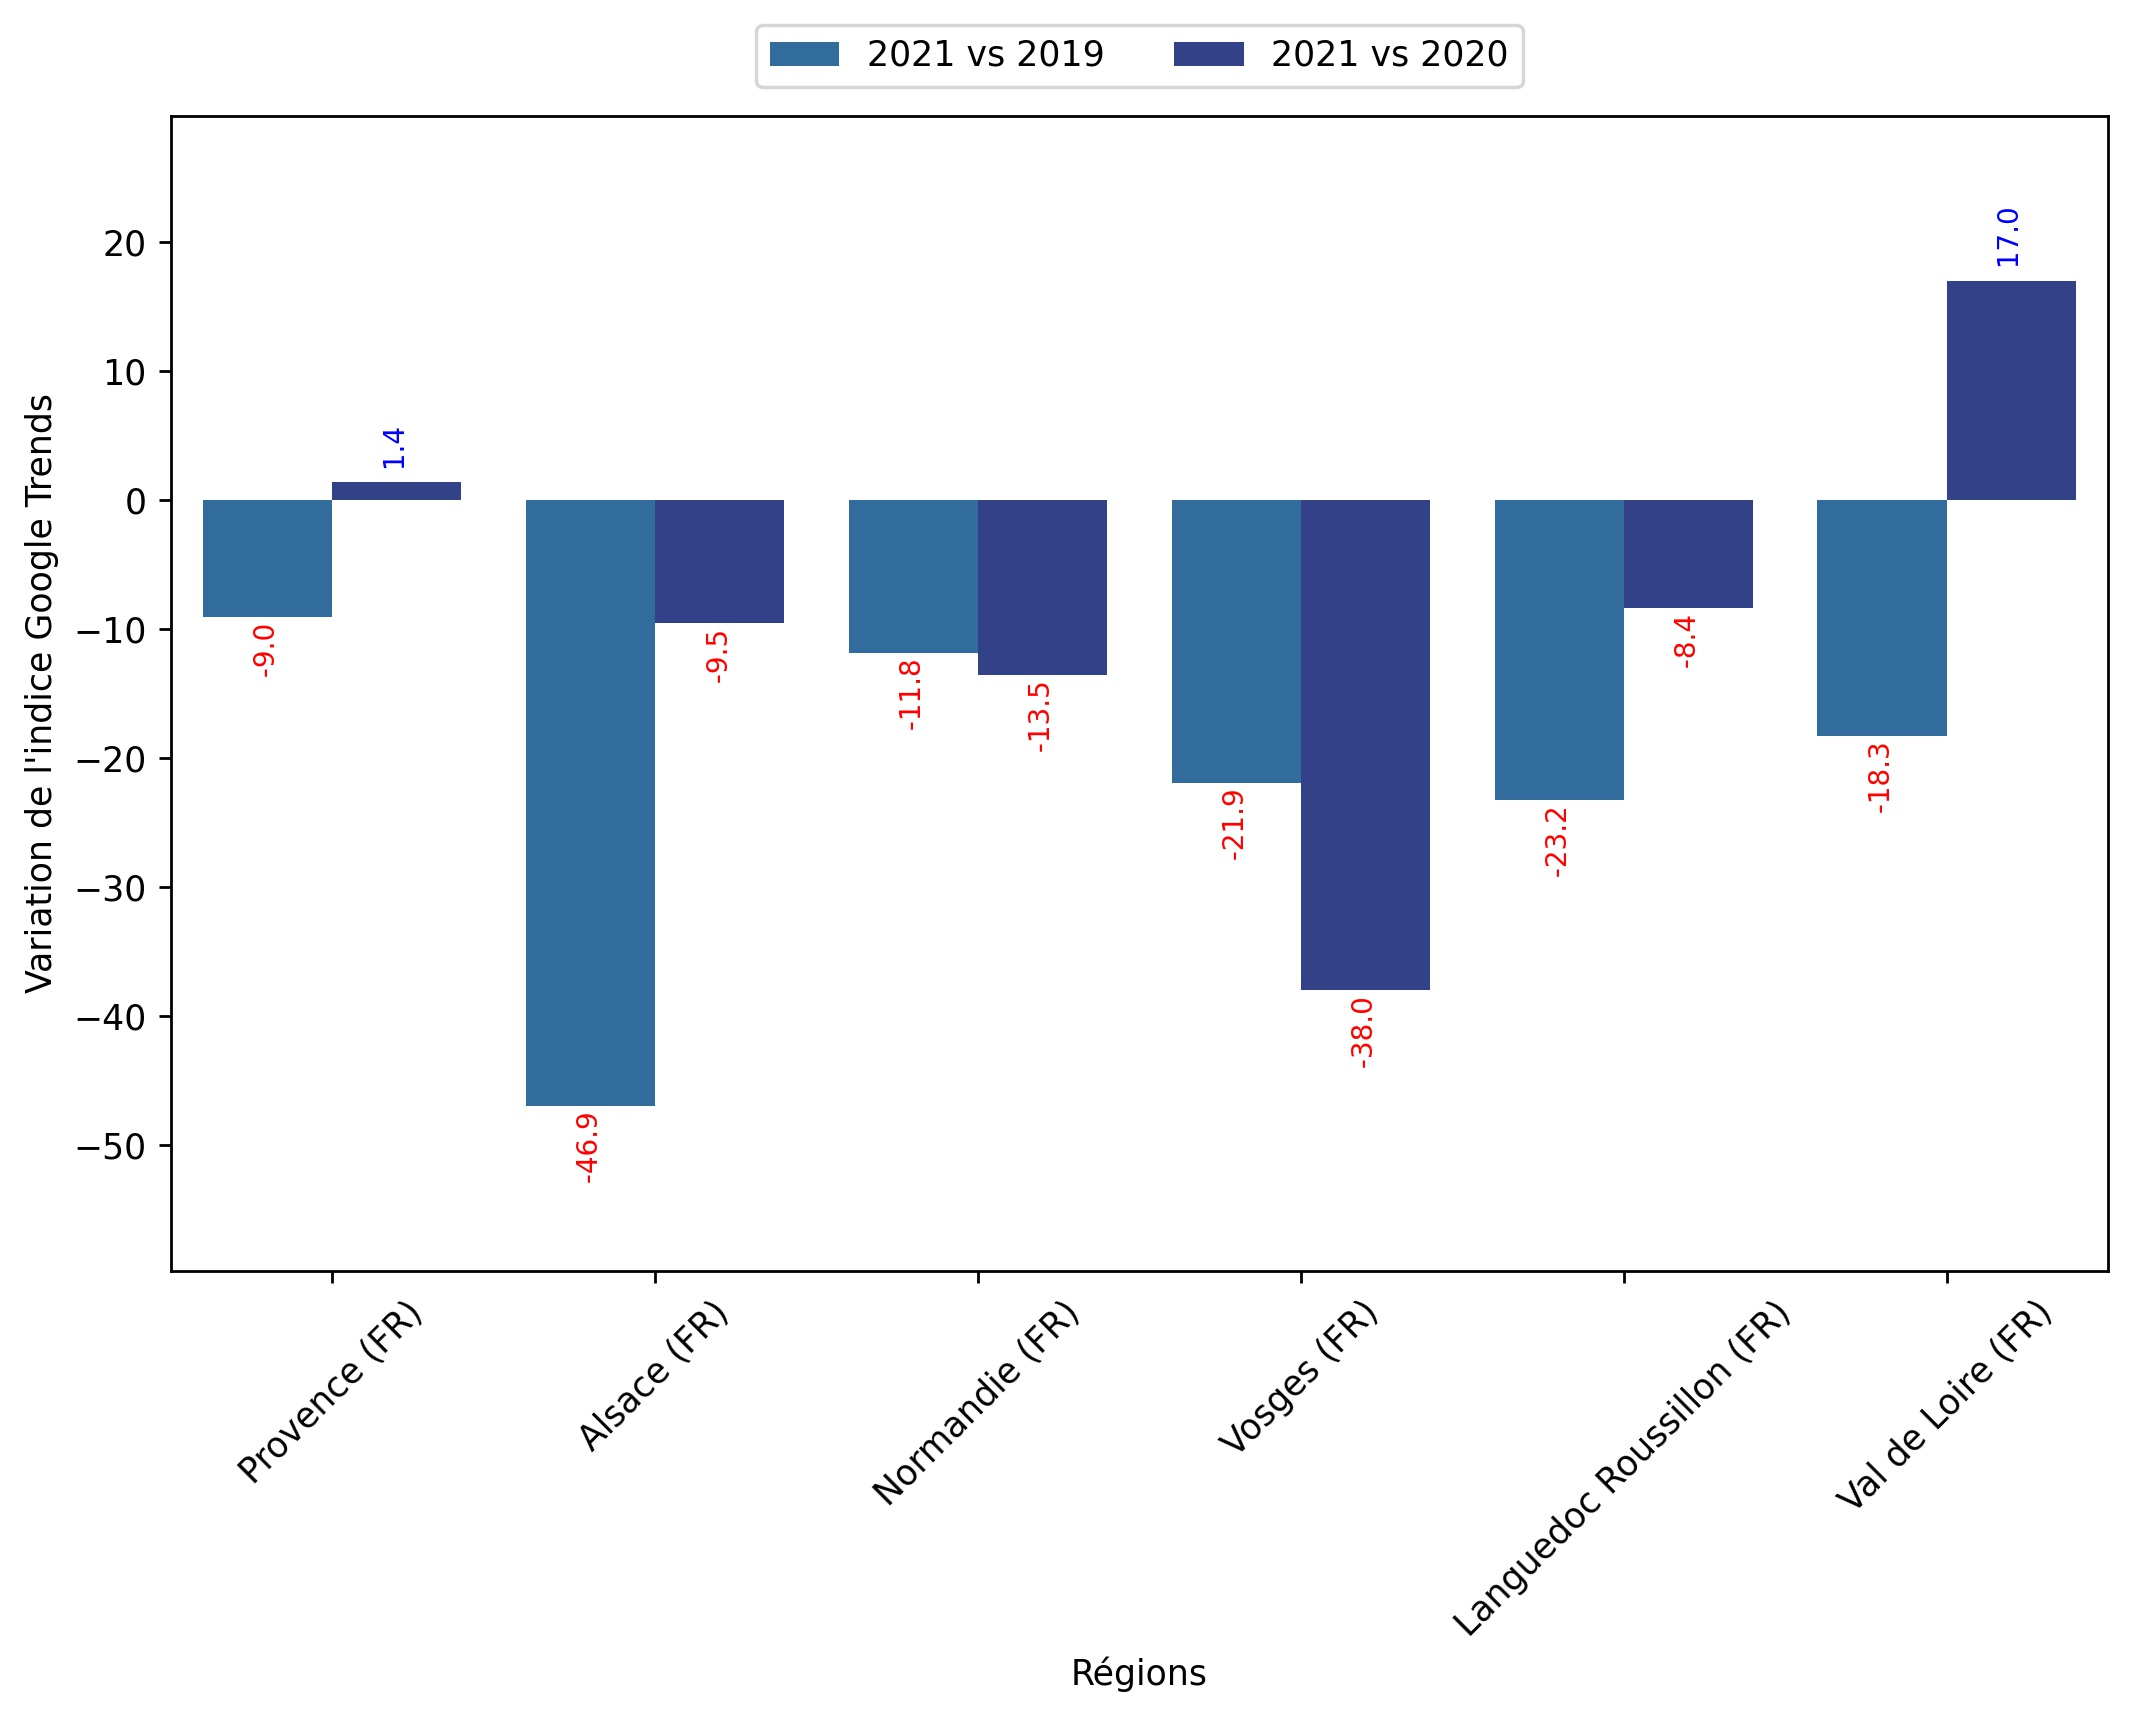 2021 vs 2019
2021 vs 2020
Variation de l'indice Google Trends
20
10
0
−10
−20
−30
−40
−50
-9.0
1.4
-46.9
-9.5
-11.8
-13.5
-21.9
-38.0
-23.2
-8.4
-18.3
17.0
Provence (FR)
Alsace (FR)
Normandie (FR)
Vosges (FR)
Languedoc Roussillon (FR)
Val de Loire (FR)
Régions